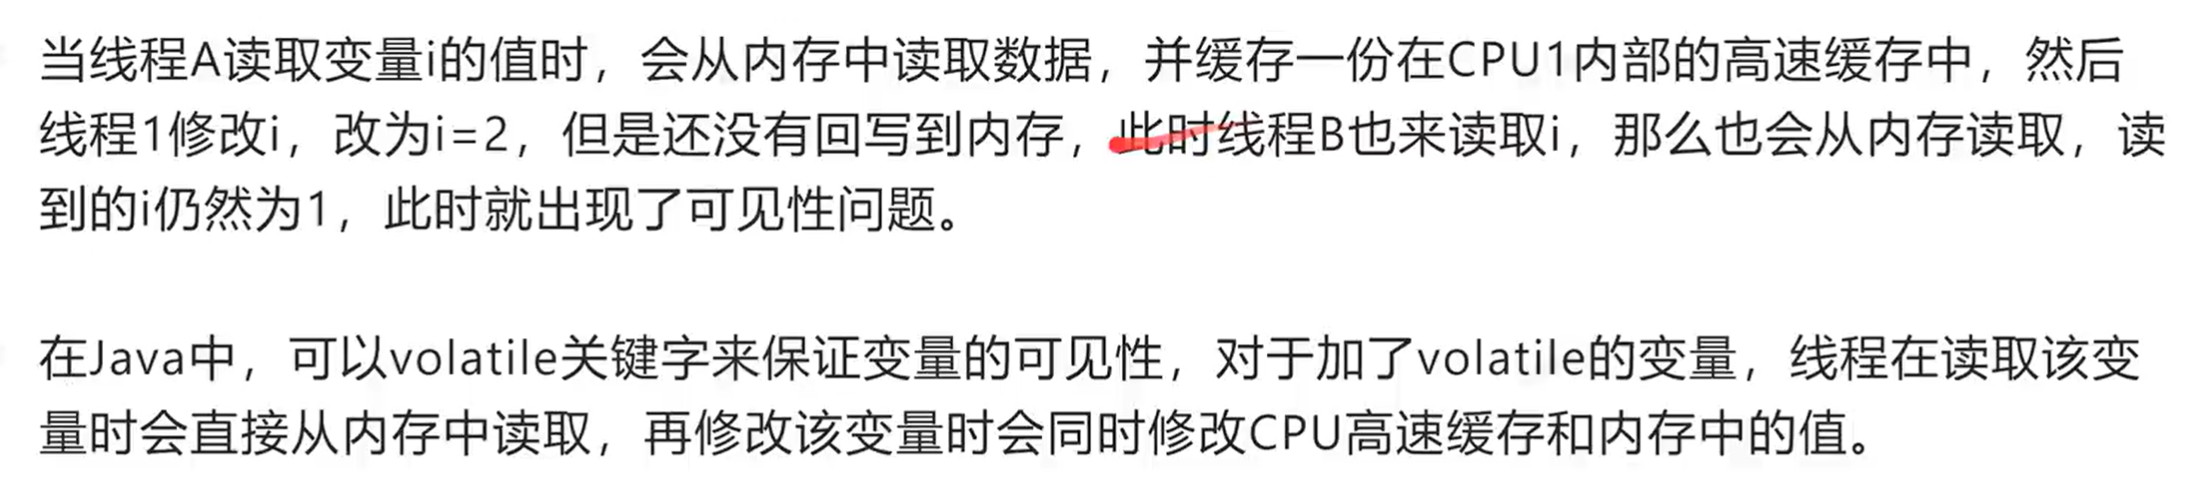 当线程A读取变量i的值时，会从内存中读取数据，并缓存一份在CPU1内部的高速缓存中，然后
线程1修改i，改为i=2，但是还没有回写到内存，此时线程B也来读取i，那么也会从内存读取，读
到的i仍然为1，此时就出现了可见性问题。
在Java中，可以volatile关键字来保证变量的可见性，对于加了volatile的变量，线程在读取该变
量时会直接从内存中读取，再修改该变量时会同时修改CPU高速缓存和内存中的值。